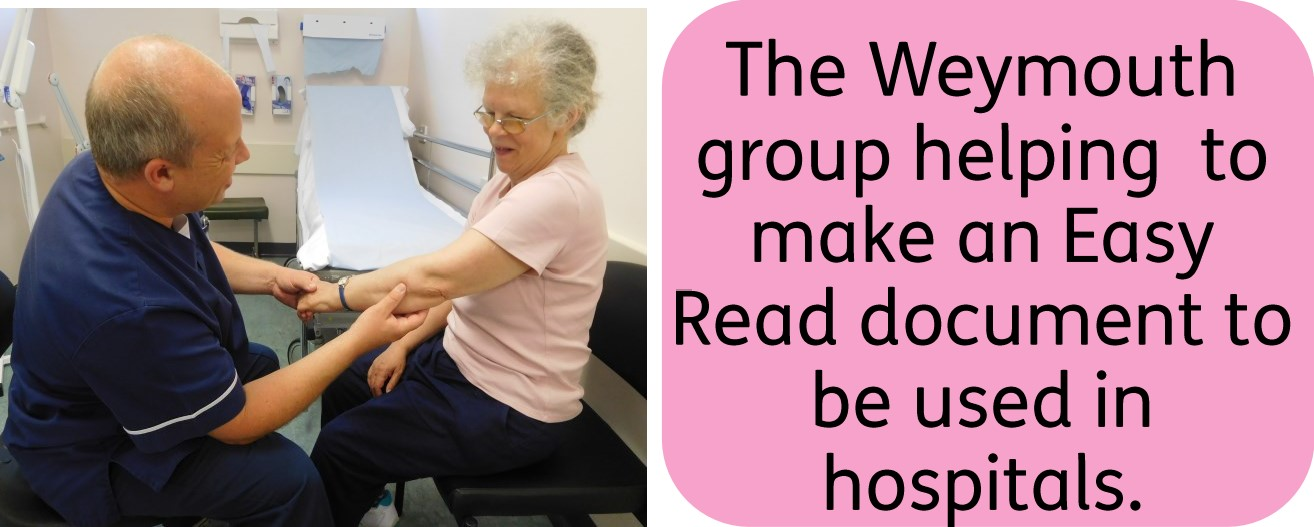 The Weymouth
group helping  to
make an Easy
Read document to
be used in
hospitals.